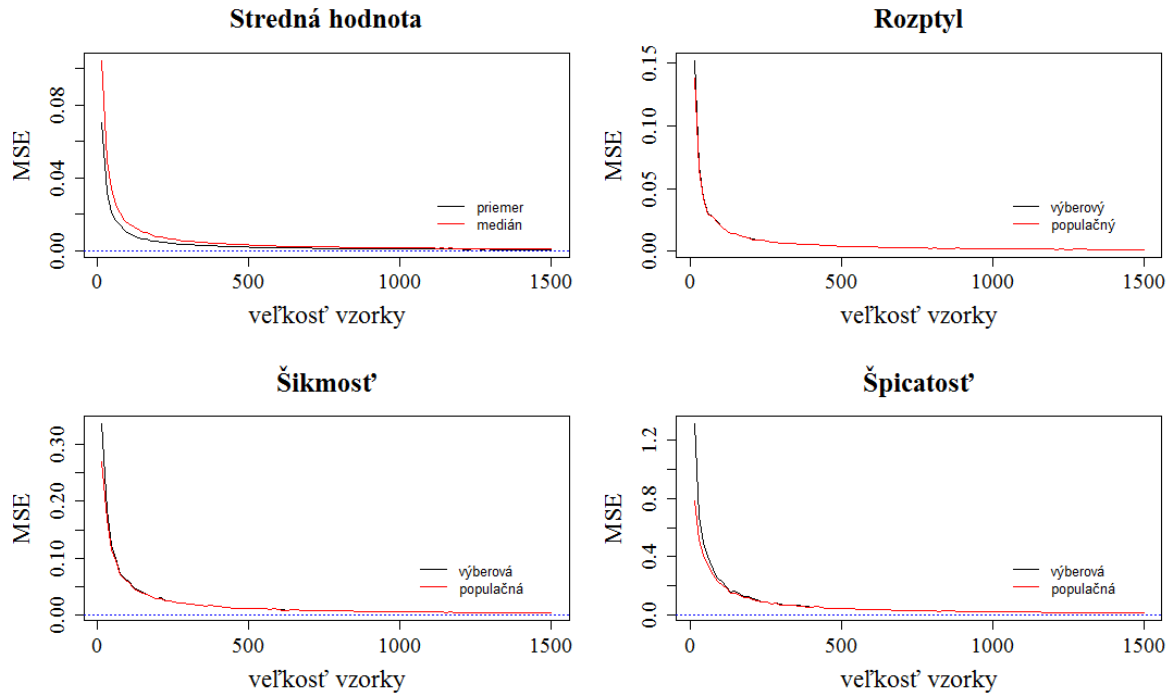 Stredná hodnota
MSE
0.00
0.04
0.08
priemer
medián
0
500
1000
1500
veľkosť vzorky
Rozptyl
MSE
0.00
0.05
0.10
0.15
výberový
populačný
0
500
1000
1500
veľkosť vzorky
Šikmosť
MSE
0.00
0.10
0.20
0.30
výberová
populačná
0
500
1000
1500
veľkosť vzorky
Špicatosť
MSE
0.0
0.4
0.8
1.2
výberová
populačná
0
500
1000
1500
veľkosť vzorky